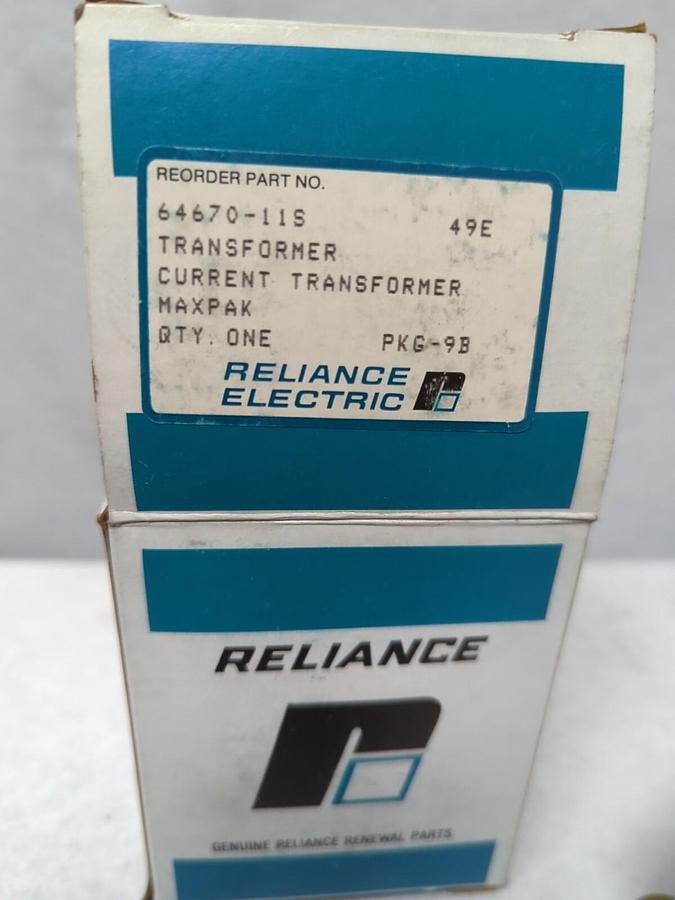 REORDER PART NO.
64670-11S 49E
TRANSFORMER
CURRENT TRANSFORMER
MAXPAK
QTY. ONE PKG-9B
RELIANCE
ELECTRIC
RELIANCE
GENUINE RELIANCE RENEWAL PARTS